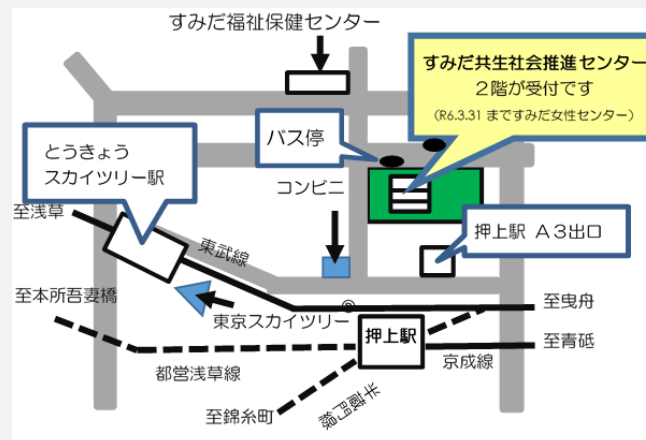 すみだ福祉保健センター
すみだ共生社会推進センター
2階が受付です
(R6.3.31 まですみだ女性センター)
バス停
とうきょう
スカイツリー駅
コンビニ
至浅草
東武線
押上駅 A3出口
至本所吾妻橋
東京スカイツリー
至曳舟
押上駅
至青砥
京成線
都営浅草線
半蔵門線
至錦糸町